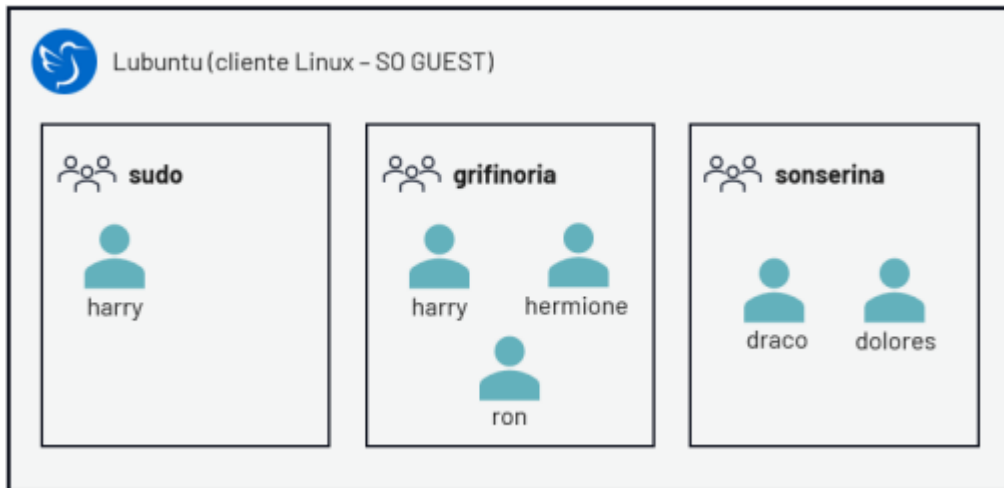 Lubuntu (cliente Linux – SO GUEST)
sudo
harry
grifinoria
harry
hermione
ron
sonserina
draco
dolores